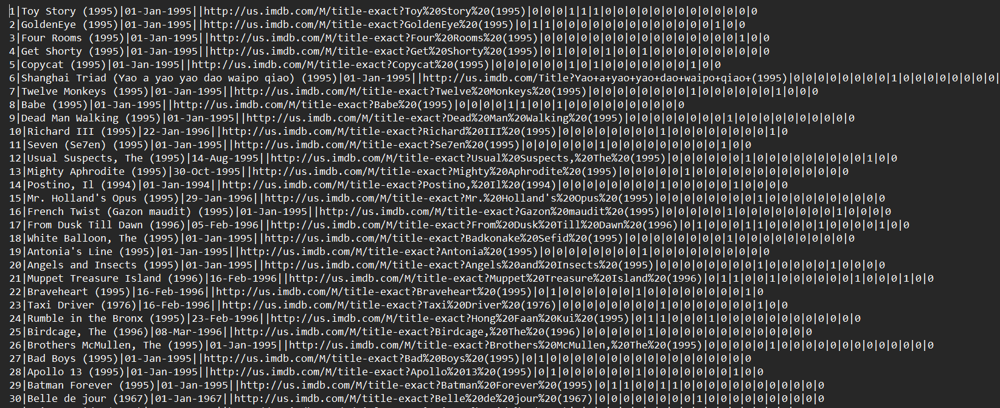 1|Toy Story (1995)|01-Jan-1995||http://us.imdb.com/M/title-exact?Toy%20Story%20(1995)|0|0|0|1|1|1|0|0|0|0|0|0|0|0|0|0|0|0|0
2|GoldenEye (1995)|01-Jan-1995||http://us.imdb.com/M/title-exact?GoldenEye%20(1995)|0|1|1|0|0|0|0|0|0|0|0|0|0|0|0|0|1|0|0
3|Four Rooms (1995)|01-Jan-1995||http://us.imdb.com/M/title-exact?Four%20Rooms%20(1995)|0|0|0|0|0|0|0|0|0|0|0|0|0|0|0|0|1|0|0
4|Get Shorty (1995)|01-Jan-1995||http://us.imdb.com/M/title-exact?Get%20Shorty%20(1995)|0|1|0|0|0|1|0|0|1|0|0|0|0|0|0|0|0|0|0
5|Copycat (1995)|01-Jan-1995||http://us.imdb.com/M/title-exact?Copycat%20(1995)|0|0|0|0|0|0|1|0|1|0|0|0|0|0|0|0|1|0|0
6|Shanghai Triad (Yao a yao yao dao waipo qiao) (1995)|01-Jan-1995||http://us.imdb.com/Title?Yao+a+yao+yao+dao+waipo+qiao+(1995)|0|0|0|0|0|0|0|0|1|0|0|0|0|0|0|0|0|
7|Twelve Monkeys (1995)|01-Jan-1995||http://us.imdb.com/M/title-exact?Twelve%20Monkeys%20(1995)|0|0|0|0|0|0|0|0|1|0|0|0|0|0|0|1|0|0|0
8|Babe (1995)|01-Jan-1995||http://us.imdb.com/M/title-exact?Babe%20(1995)|0|0|0|0|1|1|0|0|1|0|0|0|0|0|0|0|0|0|0
9|Dead Man Walking (1995)|01-Jan-1995||http://us.imdb.com/M/title-exact?Dead%20Man%20Walking%20(1995)|0|0|0|0|0|0|0|0|1|0|0|0|0|0|0|0|0|0|0
10|Richard III (1995)|22-Jan-1996||http://us.imdb.com/M/title-exact?Richard%20III%20(1995)|0|0|0|0|0|0|0|0|1|0|0|0|0|0|0|0|0|1|0
11|Seven (Se7en) (1995)|01-Jan-1995||http://us.imdb.com/M/title-exact?Se7en%20(1995)|0|0|0|0|0|0|1|0|0|0|0|0|0|0|0|0|1|0|0
12|Usual Suspects, The (1995)|14-Aug-1995||http://us.imdb.com/M/title-exact?Usual%20Suspects,%20The%20(1995)|0|0|0|0|0|0|1|0|0|0|0|0|0|0|0|0|1|0|0
13|Mighty Aphrodite (1995)|30-Oct-1995||http://us.imdb.com/M/title-exact?Mighty%20Aphrodite%20(1995)|0|0|0|0|0|1|0|0|0|0|0|0|0|0|0|0|0|0|0
14|Postino, Il (1994)|01-Jan-1994||http://us.imdb.com/M/title-exact?Postino,%20Il%20(1994)|0|0|0|0|0|0|0|0|1|0|0|0|0|0|1|0|0|0|0
15|Mr. Holland's Opus (1995)|29-Jan-1996||http://us.imdb.com/M/title-exact?Mr.%20Holland's%20Opus%20(1995)|0|0|0|0|0|0|0|0|1|0|0|0|0|0|0|0|0|0|0
16|French Twist (Gazon maudit) (1995)|01-Jan-1995||http://us.imdb.com/M/title-exact?Gazon%20maudit%20(1995)|0|0|0|0|0|1|0|0|0|0|0|0|0|0|1|0|0|0|0
17|From Dusk Till Dawn (1996)|05-Feb-1996||http://us.imdb.com/M/title-exact?From%20Dusk%20Till%20Dawn%20(1996)|0|1|0|0|0|1|1|0|0|0|0|1|0|0|0|0|1|0|0
18|White Balloon, The (1995)|01-Jan-1995||http://us.imdb.com/M/title-exact?Badkonake%20Sefid%20(1995)|0|0|0|0|0|0|0|0|1|0|0|0|0|0|0|0|0|0|0
19|Antonia's Line (1995)|01-Jan-1995||http://us.imdb.com/M/title-exact?Antonia%20(1995)|0|0|0|0|0|0|0|0|1|0|0|0|0|0|0|0|0|0|0
20|Angels and Insects (1995)|01-Jan-1995||http://us.imdb.com/M/title-exact?Angels%20and%20Insects%20(1995)|0|0|0|0|0|0|0|0|1|0|0|0|0|0|1|0|0|0|0
21|Muppet Treasure Island (1996)|16-Feb-1996||http://us.imdb.com/M/title-exact?Muppet%20Treasure%20Island%20(1996)|0|1|1|0|0|1|0|0|0|0|0|0|1|0|0|0|1|0|0
22|Braveheart (1995)|16-Feb-1996||http://us.imdb.com/M/title-exact?Braveheart%20(1995)|0|1|0|0|0|0|0|0|1|0|0|0|0|0|0|0|0|1|0
23|Taxi Driver (1976)|16-Feb-1996||http://us.imdb.com/M/title-exact?Taxi%20Driver%20(1976)|0|0|0|0|0|0|0|0|1|0|0|0|0|0|0|0|1|0|0
24|Rumble in the Bronx (1995)|23-Feb-1996||http://us.imdb.com/M/title-exact?Hong%20Faan%20Kui%20(1995)|0|1|1|0|0|0|1|0|0|0|0|0|0|0|0|0|0|0|0
25|Birdcage, The (1996)|08-Mar-1996||http://us.imdb.com/M/title-exact?Birdcage,%20The%20(1996)|0|0|0|0|0|1|0|0|0|0|0|0|0|0|0|0|0|0|0
26|Brothers McMullen, The (1995)|01-Jan-1995||http://us.imdb.com/M/title-exact?Brothers%20McMullen,%20The%20(1995)|0|0|0|0|0|1|0|0|0|0|0|0|0|0|0|0|0|0|0
27|Bad Boys (1995)|01-Jan-1995||http://us.imdb.com/M/title-exact?Bad%20Boys%20(1995)|0|1|0|0|0|0|0|0|0|0|0|0|0|0|0|0|0|0|0
28|Apollo 13 (1995)|01-Jan-1995||http://us.imdb.com/M/title-exact?Apollo%2013%20(1995)|0|1|0|0|0|0|0|0|1|0|0|0|0|0|0|0|1|0|0
29|Batman Forever (1995)|01-Jan-1995||http://us.imdb.com/M/title-exact?Batman%20Forever%20(1995)|0|1|1|0|0|1|1|0|0|0|0|0|0|0|0|0|0|0|0
30|Belle de jour (1967)|01-Jan-1967||http://us.imdb.com/M/title-exact?Belle%20de%20jour%20(1967)|0|0|0|0|0|0|0|0|1|0|0|0|0|0|0|0|0|0|0